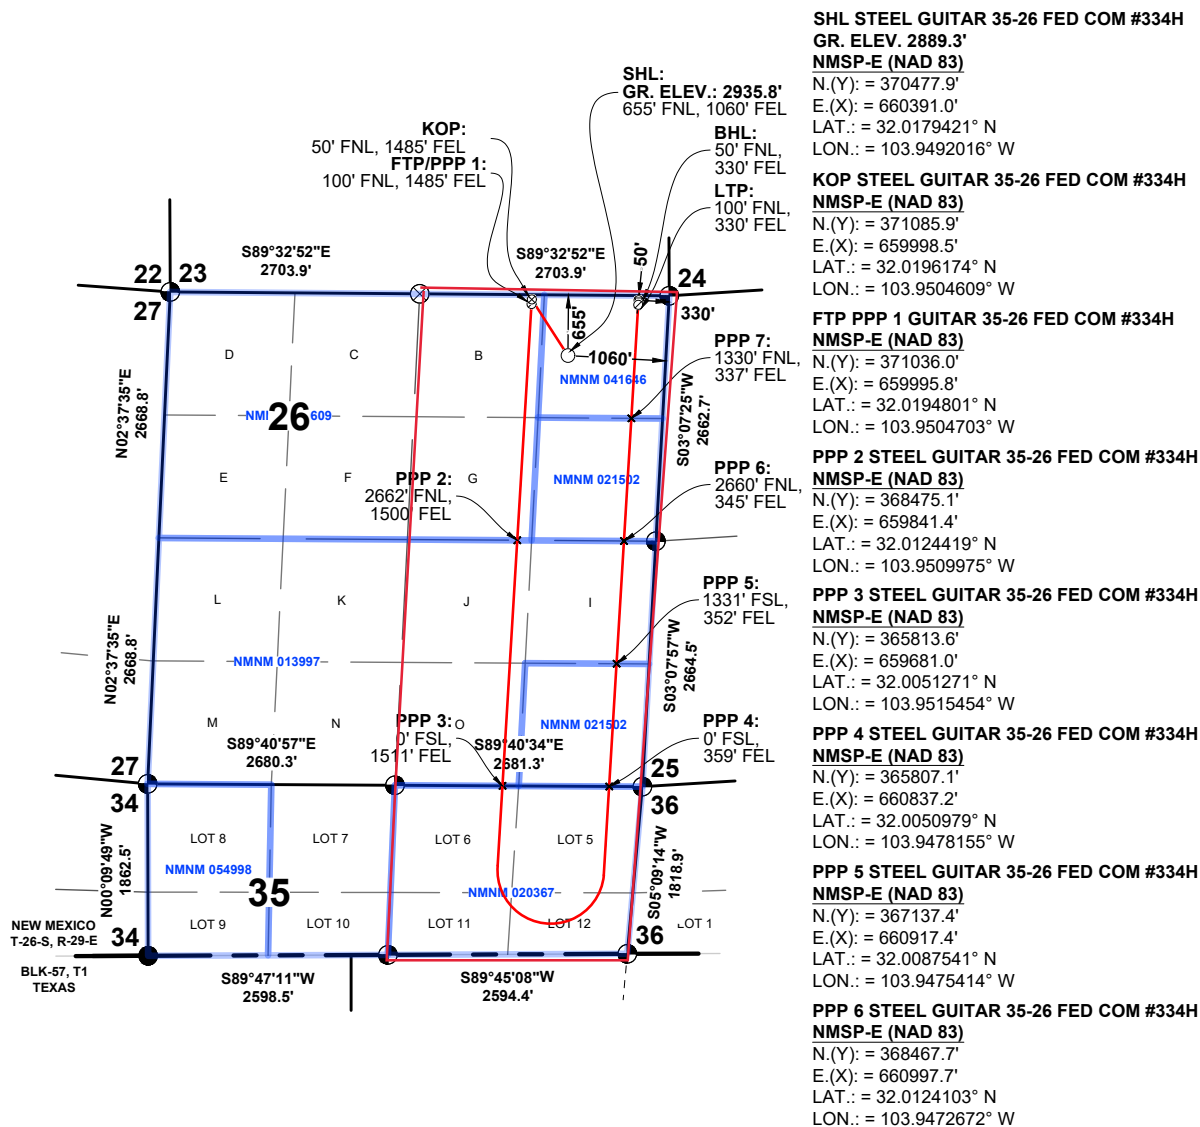 SHL:
GR. ELEV.: 2935.8'
655' FNL, 1060' FEL
KOP:
50' FNL, 1485' FEL
FTP/PPP 1:
100' FNL, 1485' FEL
BHL:
50' FNL,
330' FEL
LTP:
100' FNL,
330' FEL
S89°32'52"E
2703.9'
S89°32'52"E
2703.9'
50'
22
23
24
27
330'
655'
1060'
D
C
B
NMNM 041646
PPP 7:
1330' FNL,
337' FEL
N02°37'35"E
2668.8'
26
609
S03°07'25"W
2662.7'
E
F
G
PPP 2:
2662' FNL,
1500' FEL
NMNM 021502
PPP 6:
2660' FNL,
345' FEL
L
K
J
I
PPP 5:
1331' FSL,
352' FEL
N02°37'35"E
2668.8'
NMNM 013997
S03°07'57"W
2664.5'
M
N
O
NMNM 021502
PPP 3:
0' FSL,
1511' FEL
PPP 4:
0' FSL,
359' FEL
S89°40'57"E
2680.3'
S89°40'34"E
2681.3'
27
25
34
36
LOT 8
LOT 7
LOT 6
LOT 5
N00°09'49"W
1862.5'
NMNM 054998
35
NMNM 020367
S05°09'14"W
1818.9'
LOT 9
LOT 10
LOT 11
LOT 12
LOT 1
NEW MEXICO
T-26-S, R-29-E
34
36
BLK-57, T1
TEXAS
S89°47'11"W
2598.5'
S89°45'08"W
2594.4'
SHL STEEL GUITAR 35-26 FED COM #334H
GR. ELEV. 2889.3'
NMSP-E (NAD 83)
N.(Y): = 370477.9'
E.(X): = 660391.0'
LAT.: = 32.0179421° N
LON.: = 103.9492016° W
KOP STEEL GUITAR 35-26 FED COM #334H
NMSP-E (NAD 83)
N.(Y): = 371085.9'
E.(X): = 659998.5'
LAT.: = 32.0196174° N
LON.: = 103.9504609° W
FTP PPP 1 GUITAR 35-26 FED COM #334H
NMSP-E (NAD 83)
N.(Y): = 371036.0'
E.(X): = 659995.8'
LAT.: = 32.0194801° N
LON.: = 103.9504703° W
PPP 2 STEEL GUITAR 35-26 FED COM #334H
NMSP-E (NAD 83)
N.(Y): = 368475.1'
E.(X): = 659841.4'
LAT.: = 32.0124419° N
LON.: = 103.9509975° W
PPP 3 STEEL GUITAR 35-26 FED COM #334H
NMSP-E (NAD 83)
N.(Y): = 365813.6'
E.(X): = 659681.0'
LAT.: = 32.0051271° N
LON.: = 103.9515454° W
PPP 4 STEEL GUITAR 35-26 FED COM #334H
NMSP-E (NAD 83)
N.(Y): = 365807.1'
E.(X): = 660837.2'
LAT.: = 32.0050979° N
LON.: = 103.9478155° W
PPP 5 STEEL GUITAR 35-26 FED COM #334H
NMSP-E (NAD 83)
N.(Y): = 367137.4'
E.(X): = 660917.4'
LAT.: = 32.0087541° N
LON.: = 103.9475414° W
PPP 6 STEEL GUITAR 35-26 FED COM #334H
NMSP-E (NAD 83)
N.(Y): = 368467.7'
E.(X): = 660997.7'
LAT.: = 32.0124103° N
LON.: = 103.9472672° W